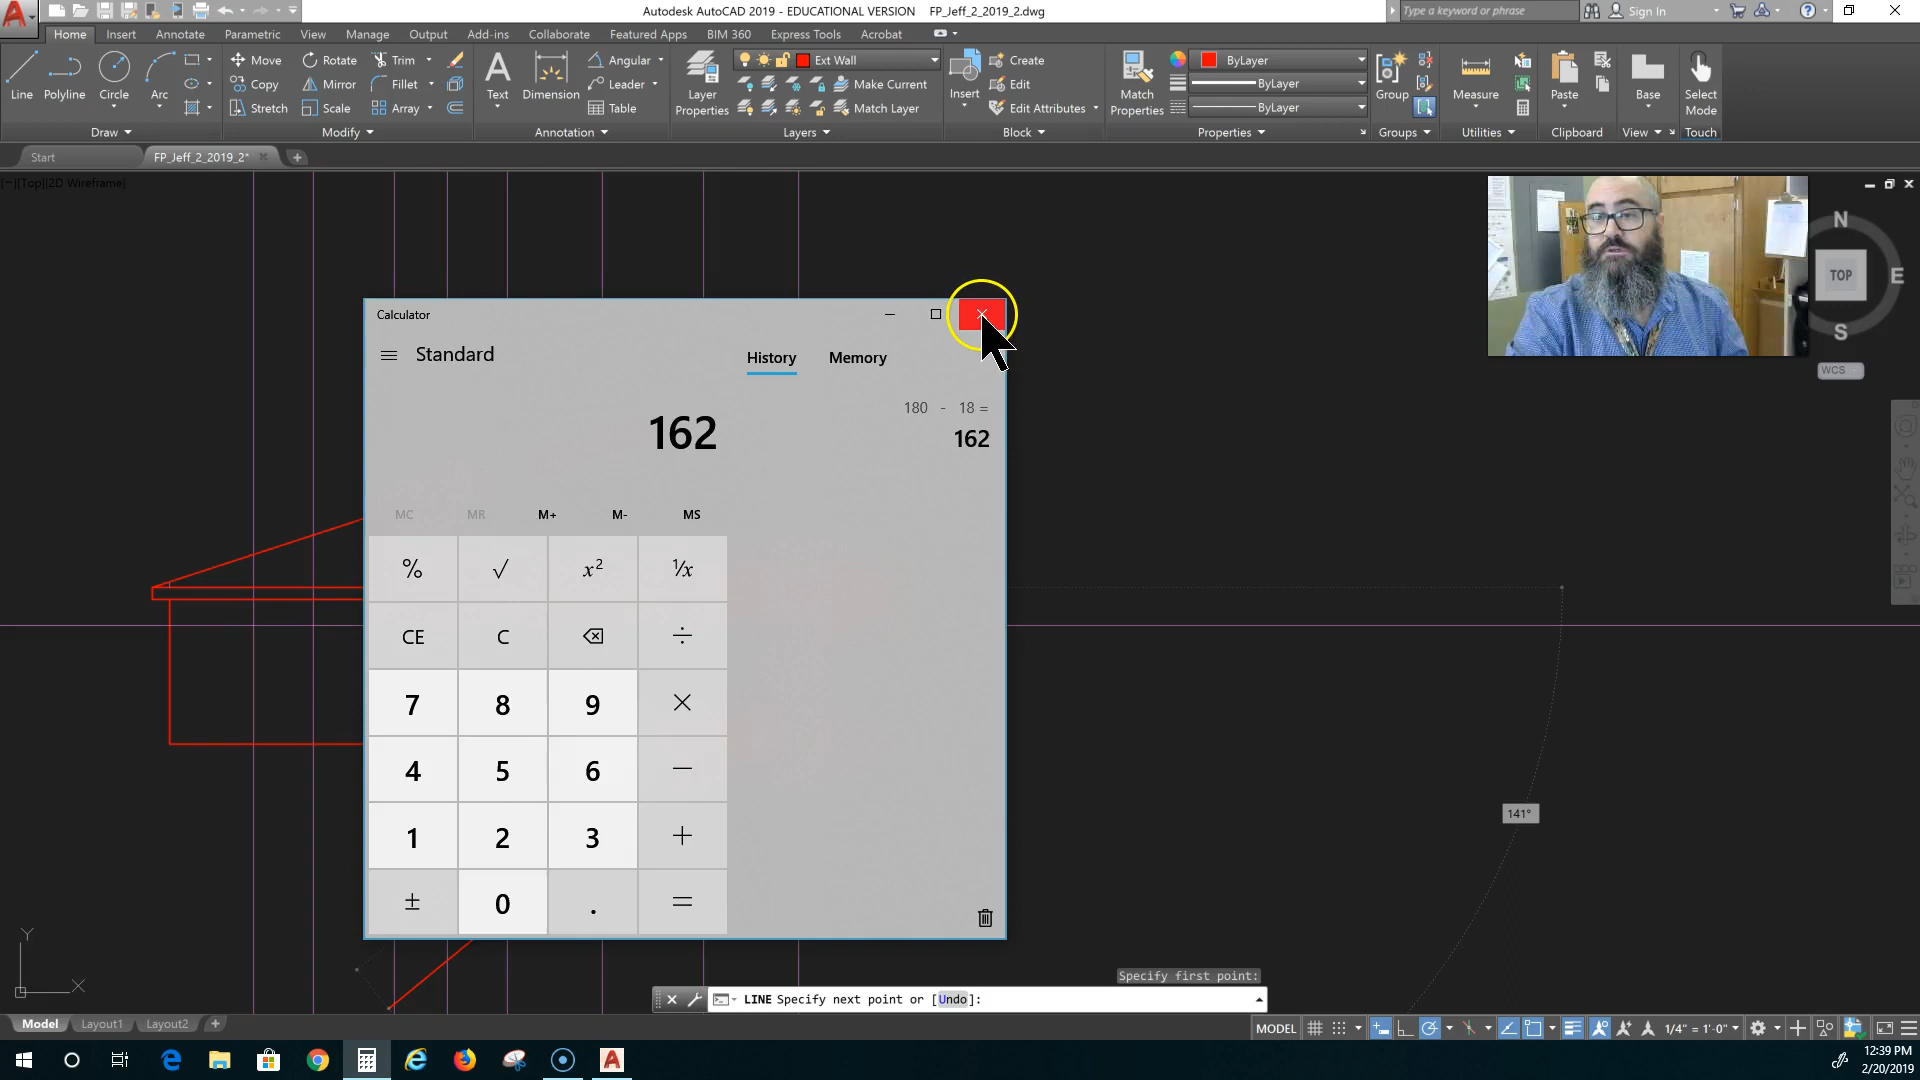 Autodesk AutoCAD 2019 - EDUCATIONAL VERSION FP_Jeff_2_2019_2.dwg
Type a keyword or phrase
Sign In
Home Insert Annotate Parametric View Manage Output Add-ins Collaborate Featured Apps BIM 360 Express Tools Acrobat
Line Polyline Circle Arc
Move Rotate Trim
Copy Mirror Fillet
Stretch Scale Array
Text Dimension
Angular
Leader
Table
Layer Properties
Ext Wall
Make Current
Match Layer
Insert
Create
Edit
Edit Attributes
Match Properties
ByLayer
ByLayer
ByLayer
Group
Measure
Paste
Base
Select Mode
Draw Modify Annotation Layers Block Properties Groups Utilities Clipboard View Touch
Start FP_Jeff_2_2019_2*
[−][Top][2D Wireframe]
N
TOP
E
S
WCS
Calculator
Standard
History Memory
180 - 18 =
162
162
MC MR M+ M- MS
% √ x² ¹/x
CE C ÷
7 8 9 ×
4 5 6 −
1 2 3 +
± 0 . =
141°
Y
X
Specify first point:
LINE Specify next point or [Undo]:
Model Layout1 Layout2 +
MODEL 1/4" = 1'-0"
12:39 PM
2/20/2019